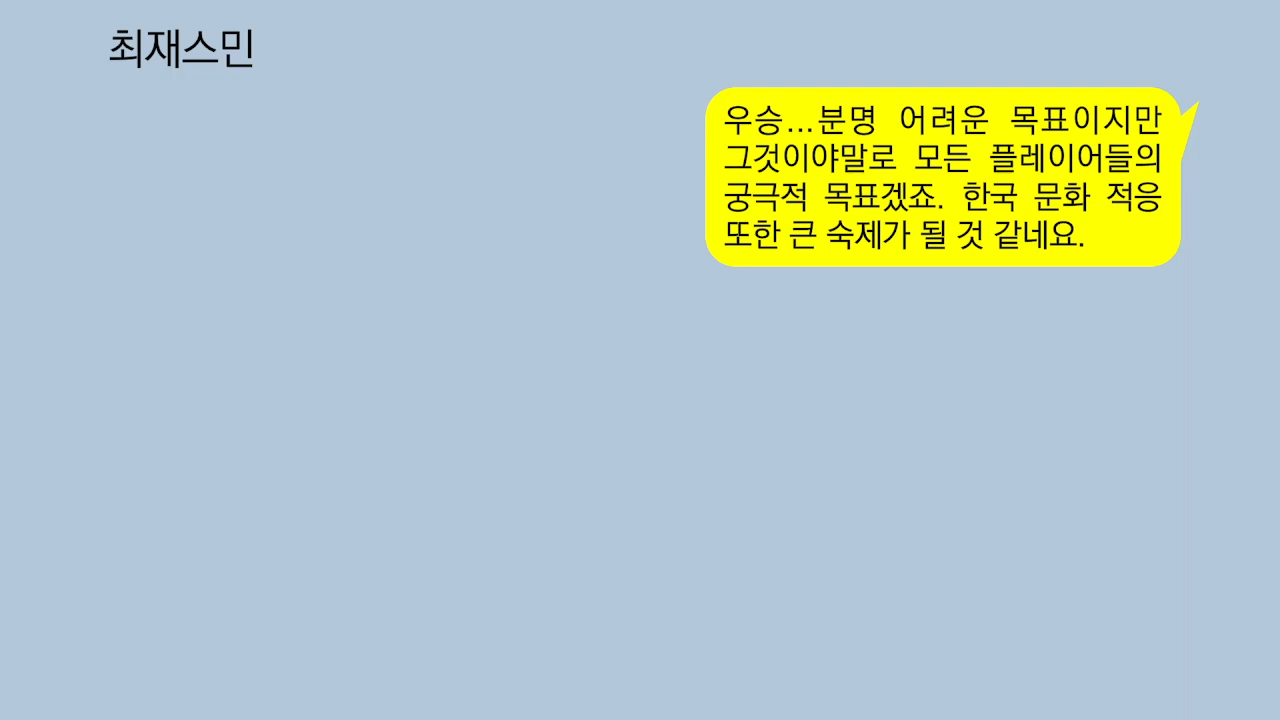 최재스민
우승...분명 어려운 목표이지만
그것이야말로 모든 플레이어들의
궁극적 목표겠죠. 한국 문화 적응
또한 큰 숙제가 될 것 같네요.